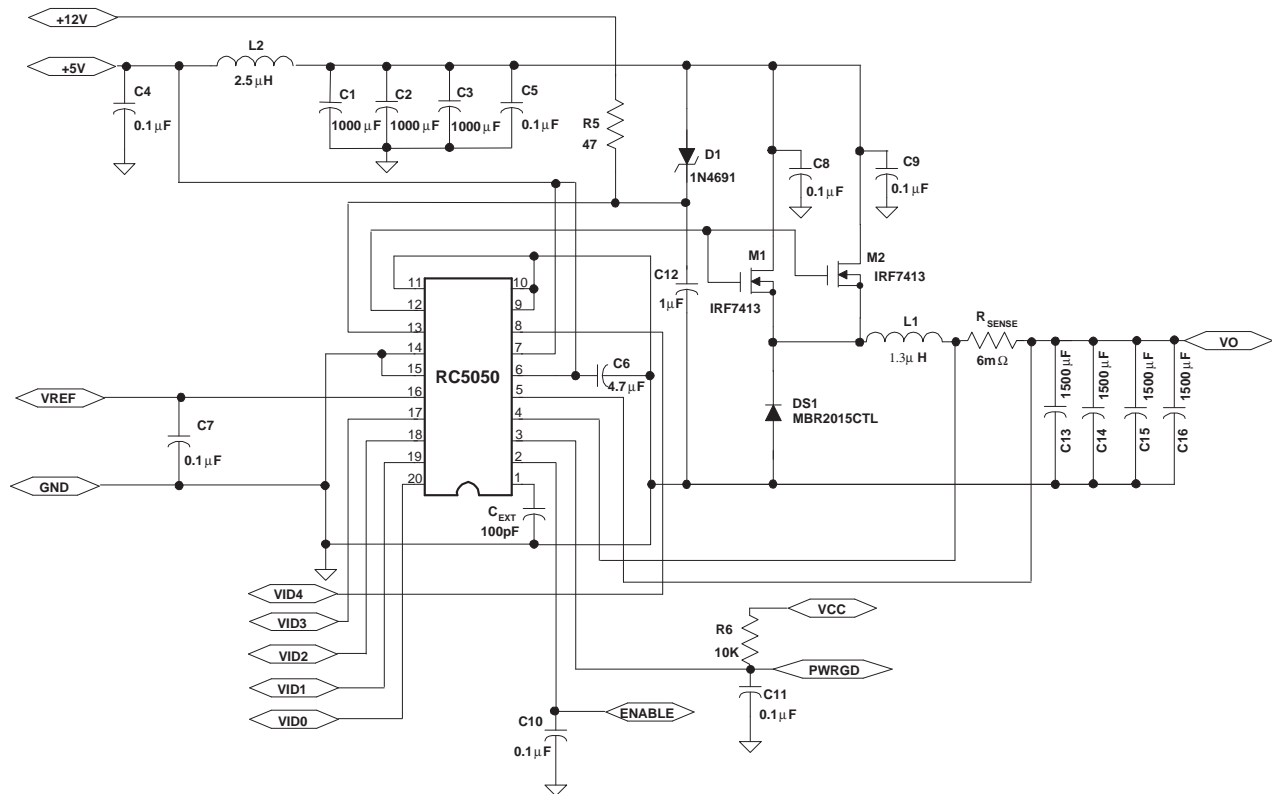 +12V
+5V
L2
2.5µH
C4
0.1µF
C1
1000µF
C2
1000µF
C3
1000µF
C5
0.1µF
R5
47
D1
1N4691
C8
0.1µF
C9
0.1µF
M1
IRF7413
M2
IRF7413
C12
1µF
L1
1.3µ H
RSENSE
6mΩ
VO
1500µF
C13
1500µF
C14
1500µF
C15
1500µF
C16
DS1
MBR2015CTL
C6
4.7µF
RC5050
11
12
13
14
15
16
17
18
19
20
10
9
8
7
6
5
4
3
2
1
VREF
C7
0.1µF
GND
CEXT
100pF
VID4
VID3
VID2
VID1
VID0
VCC
R6
10K
PWRGD
C11
0.1µF
ENABLE
C10
0.1µF